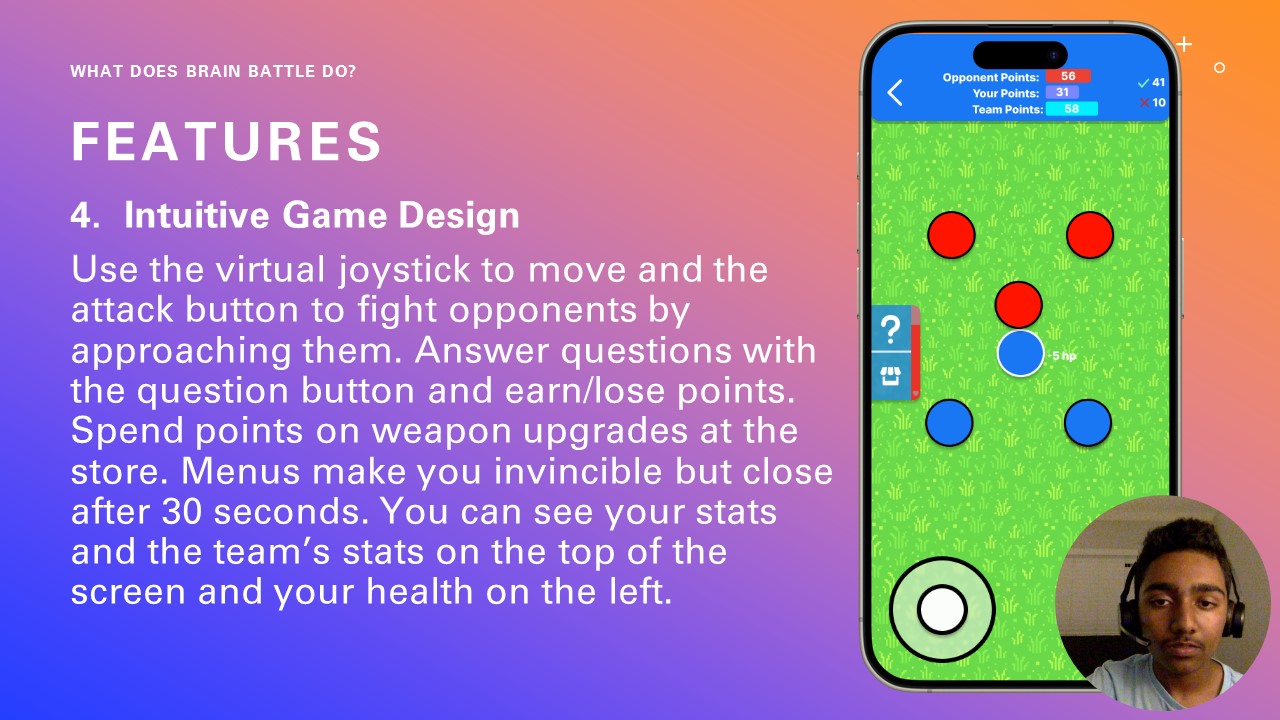 WHAT DOES BRAIN BATTLE DO?
FEATURES
4. Intuitive Game Design
Use the virtual joystick to move and the
attack button to fight opponents by
approaching them. Answer questions with
the question button and earn/lose points.
Spend points on weapon upgrades at the
store. Menus make you invincible but close
after 30 seconds. You can see your stats
and the team’s stats on the top of the
screen and your health on the left.
Opponent Points: 56
Your Points: 31
Team Points: 58
✓ 41
× 10
?
-5 hp